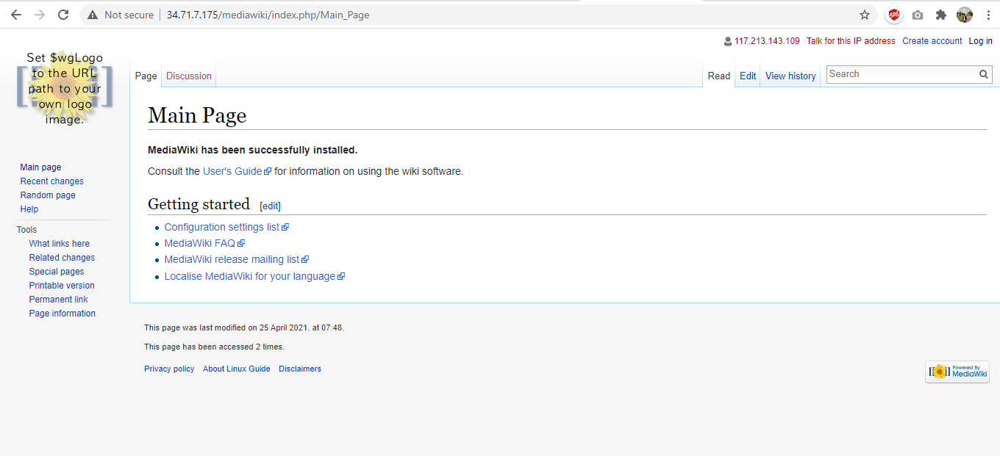 Not secure | 34.71.7.175/mediawiki/index.php/Main_Page
ABP
117.213.143.109 Talk for this IP address Create account Log in
Set $wgLogo
to the URL
path to your
own logo
image.
Page Discussion Read Edit View history Search
Main Page
MediaWiki has been successfully installed.
Consult the User's Guide for information on using the wiki software.
Getting started [edit]
Configuration settings list
MediaWiki FAQ
MediaWiki release mailing list
Localise MediaWiki for your language
Main page
Recent changes
Random page
Help
Tools
What links here
Related changes
Special pages
Printable version
Permanent link
Page information
This page was last modified on 25 April 2021, at 07:48.
This page has been accessed 2 times.
Privacy policy About Linux Guide Disclaimers
Powered By
MediaWiki